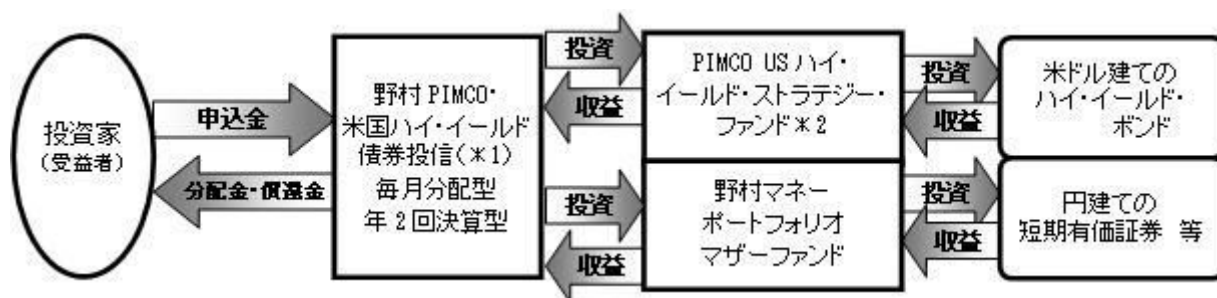 投資家
(受益者)
申込金
分配金・償還金
野村PIMCO・
米国ハイ・イールド
債券投信(＊1)
毎月分配型
年2回決算型
投資
収益
投資
収益
PIMCO USハイ・
イールド・ストラテジー・
ファンド＊2
野村マネー
ポートフォリオ
マザーファンド
投資
収益
投資
収益
米ドル建ての
ハイ・イールド・
ボンド
円建ての
短期有価証券 等